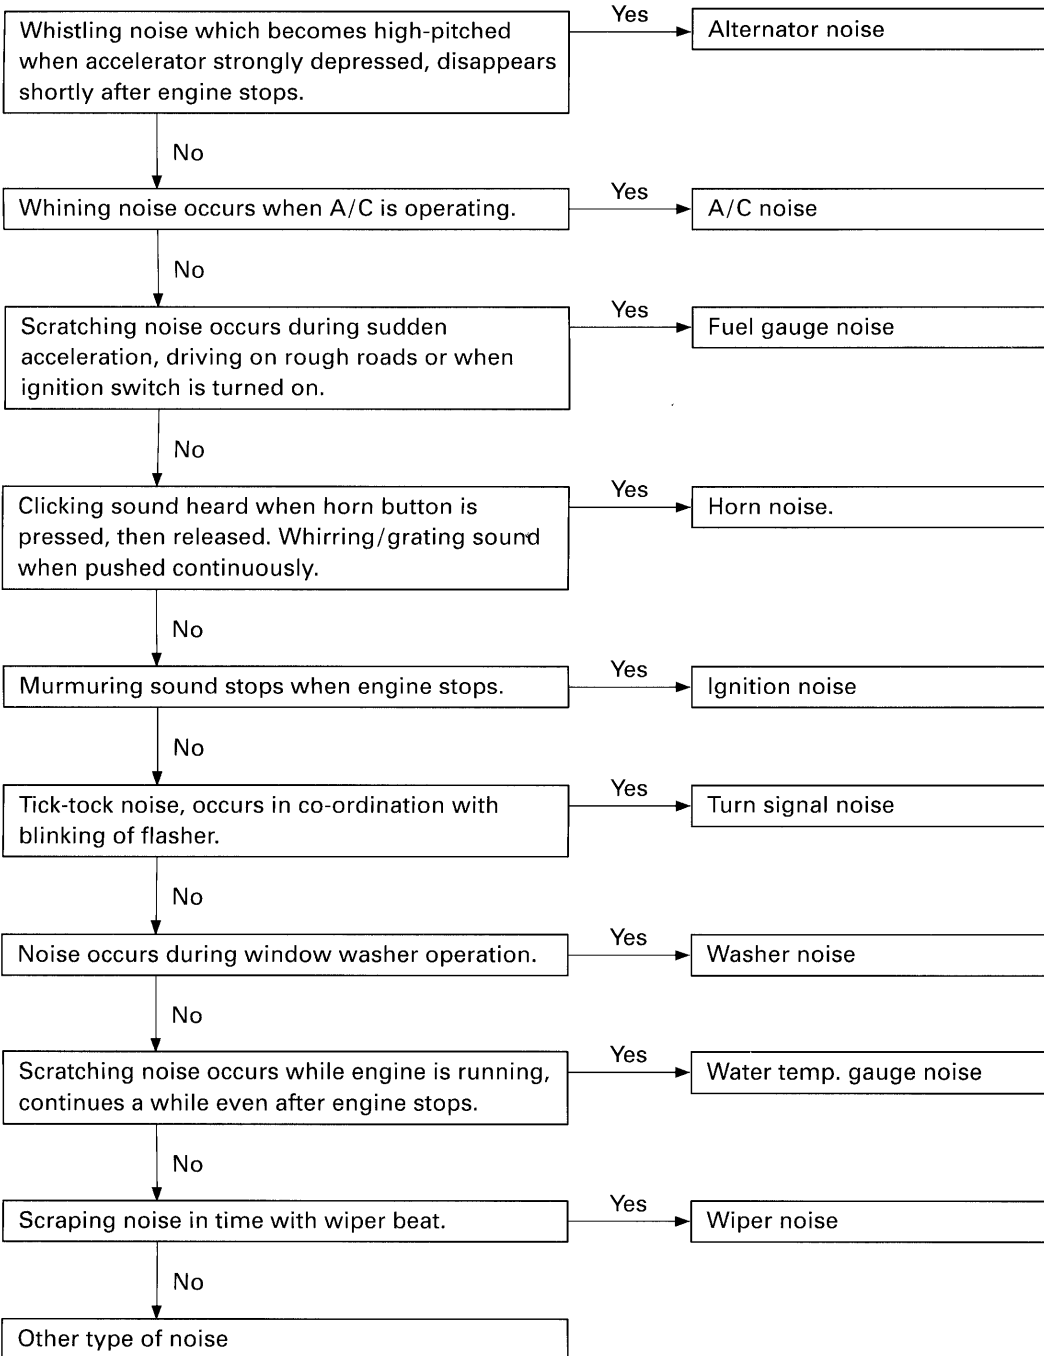 Whistling noise which becomes high-pitched
when accelerator strongly depressed, disappears
shortly after engine stops.
Yes
Alternator noise
No
Whining noise occurs when A/C is operating.
Yes
A/C noise
No
Scratching noise occurs during sudden
acceleration, driving on rough roads or when
ignition switch is turned on.
Yes
Fuel gauge noise
No
Clicking sound heard when horn button is
pressed, then released. Whirring/grating sound
when pushed continuously.
Yes
Horn noise.
No
Murmuring sound stops when engine stops.
Yes
Ignition noise
No
Tick-tock noise, occurs in co-ordination with
blinking of flasher.
Yes
Turn signal noise
No
Noise occurs during window washer operation.
Yes
Washer noise
No
Scratching noise occurs while engine is running,
continues a while even after engine stops.
Yes
Water temp. gauge noise
No
Scraping noise in time with wiper beat.
Yes
Wiper noise
No
Other type of noise